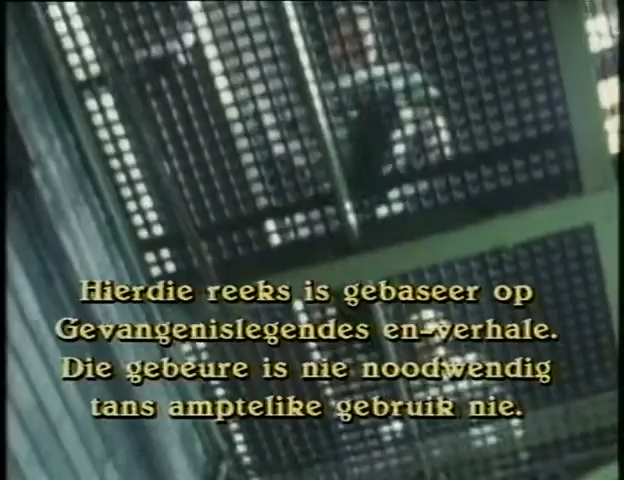 Hierdie reeks is gebaseer op
Gevangenislegendes en-verhale.
Die gebeure is nie noodwendig
tans amptelike gebruik nie.